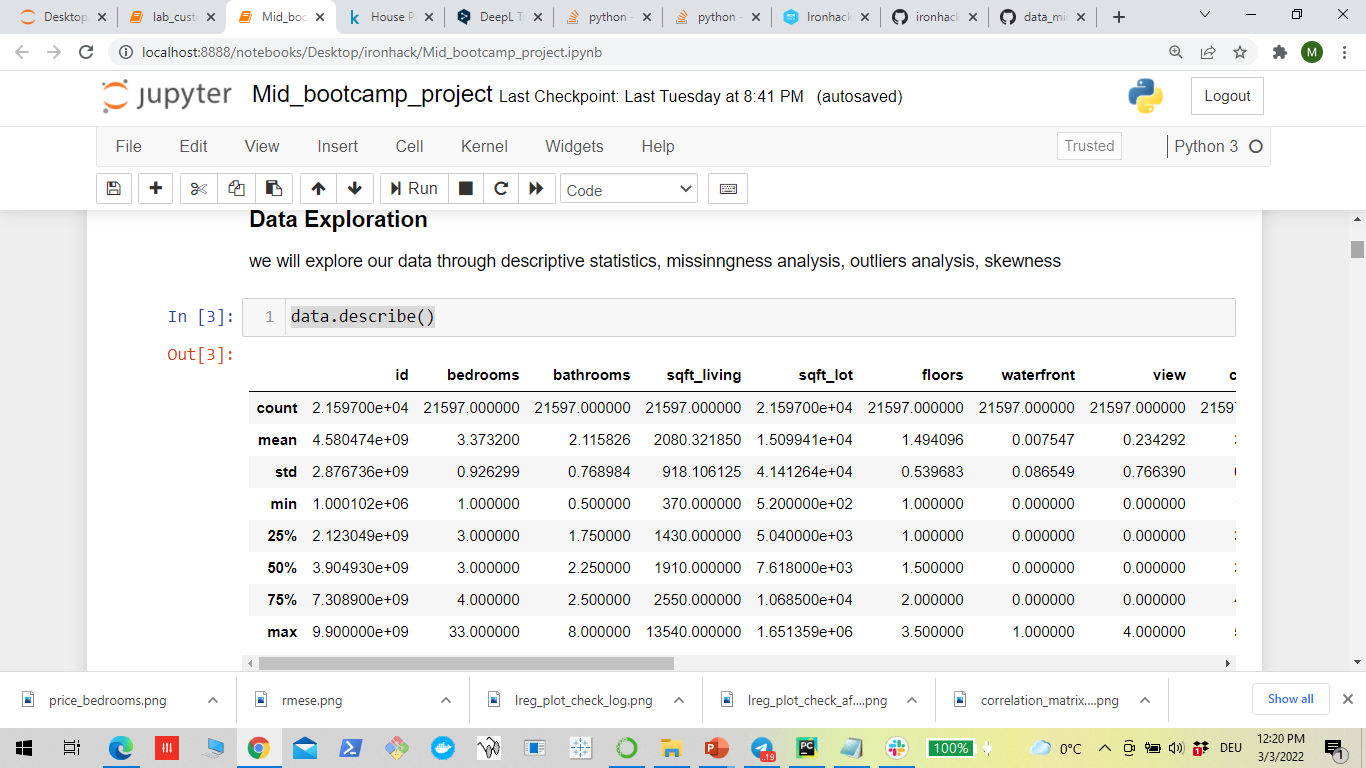 Desktop
lab_cust
Mid_boo
House P
DeepL T
python -
python -
Ironhack
ironhack
data_mi
localhost:8888/notebooks/Desktop/ironhack/Mid_bootcamp_project.ipynb
M
jupyter Mid_bootcamp_project Last Checkpoint: Last Tuesday at 8:41 PM (autosaved)
Logout
File Edit View Insert Cell Kernel Widgets Help Trusted Python 3
Run Code
Data Exploration
we will explore our data through descriptive statistics, missinngness analysis, outliers analysis, skewness
In [3]: 1 data.describe()
Out[3]:
id bedrooms bathrooms sqft_living sqft_lot floors waterfront view c
count 2.159700e+04 21597.000000 21597.000000 21597.000000 2.159700e+04 21597.000000 21597.000000 21597.000000 2159
mean 4.580474e+09 3.373200 2.115826 2080.321850 1.509941e+04 1.494096 0.007547 0.234292
std 2.876736e+09 0.926299 0.768984 918.106125 4.141264e+04 0.539683 0.086549 0.766390
min 1.000102e+06 1.000000 0.500000 370.000000 5.200000e+02 1.000000 0.000000 0.000000
25% 2.123049e+09 3.000000 1.750000 1430.000000 5.040000e+03 1.000000 0.000000 0.000000
50% 3.904930e+09 3.000000 2.250000 1910.000000 7.618000e+03 1.500000 0.000000 0.000000
75% 7.308900e+09 4.000000 2.500000 2550.000000 1.068500e+04 2.000000 0.000000 0.000000
max 9.900000e+09 33.000000 8.000000 13540.000000 1.651359e+06 3.500000 1.000000 4.000000
price_bedrooms.png
rmese.png
lreg_plot_check_log.png
lreg_plot_check_af....png
correlation_matrix....png
Show all
100%
0°C
DEU
12:20 PM
3/3/2022